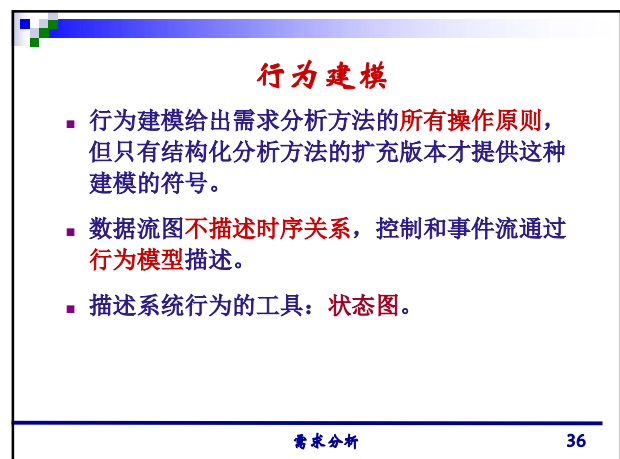 行为建模
行为建模给出需求分析方法的所有操作原则，
但只有结构化分析方法的扩充版本才提供这种
建模的符号。
数据流图不描述时序关系，控制和事件流通过
行为模型描述。
描述系统行为的工具：状态图。
需求分析
36